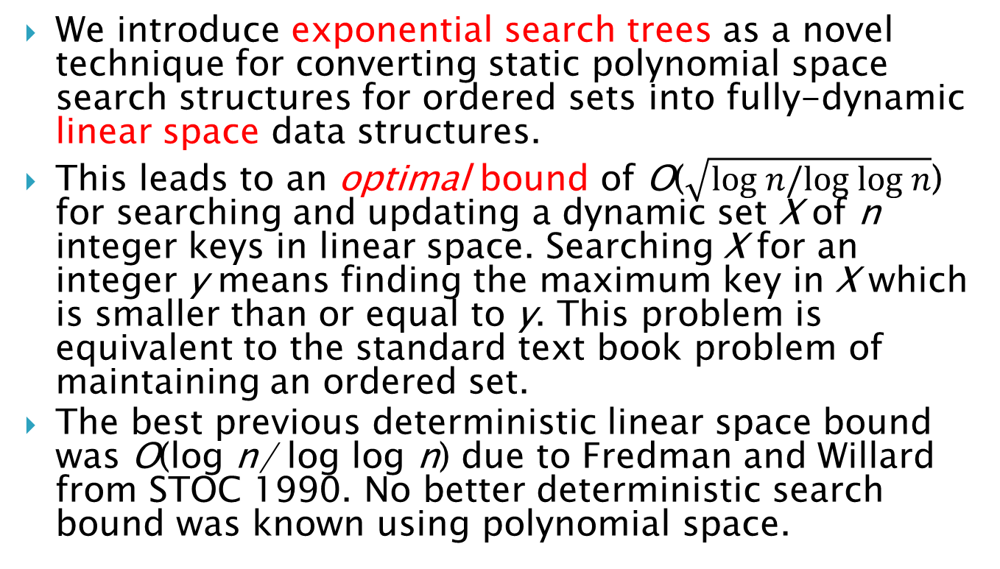 We introduce exponential search trees as a novel
technique for converting static polynomial space
search structures for ordered sets into fully-dynamic
linear space data structures.
This leads to an optimal bound of O(√log n/log log n)
for searching and updating a dynamic set X of n
integer keys in linear space. Searching X for an
integer y means finding the maximum key in X which
is smaller than or equal to y. This problem is
equivalent to the standard text book problem of
maintaining an ordered set.
The best previous deterministic linear space bound
was O(log n/ log log n) due to Fredman and Willard
from STOC 1990. No better deterministic search
bound was known using polynomial space.